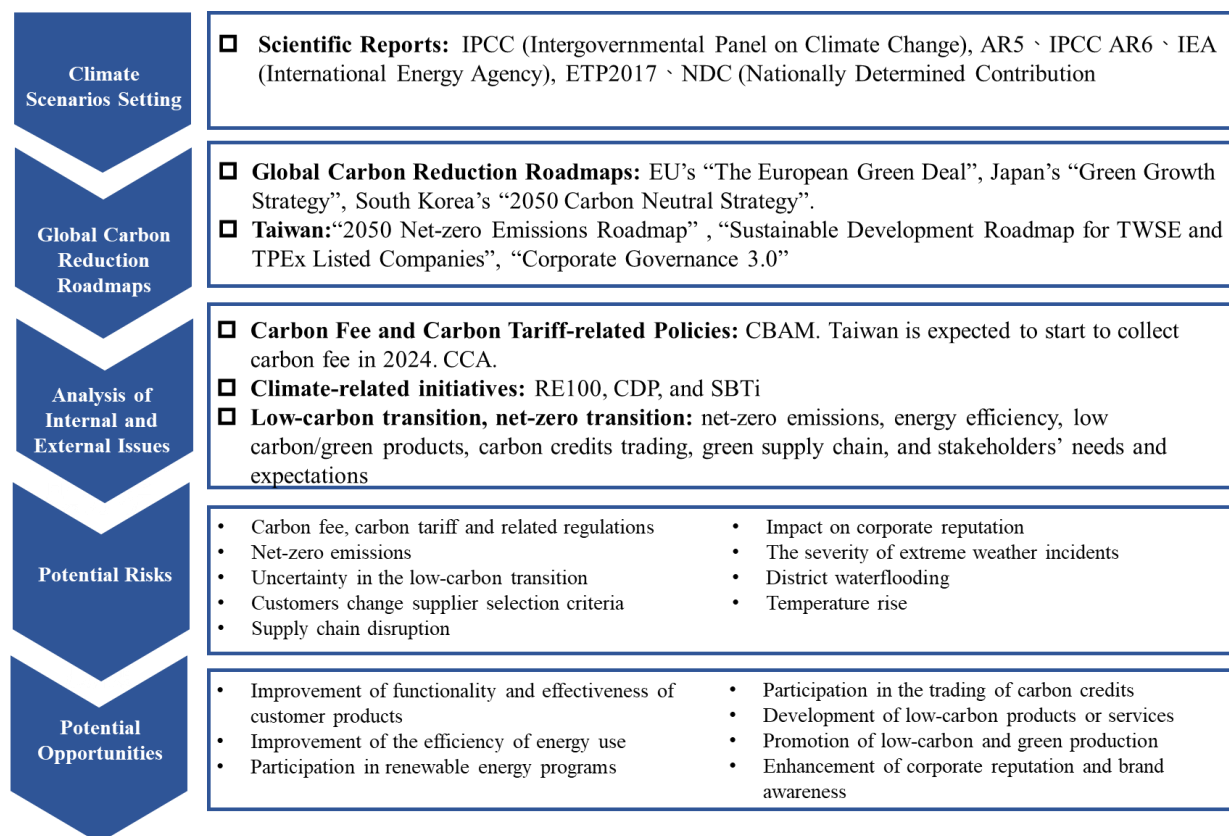 Climate
Scenarios Setting
☐ Scientific Reports: IPCC (Intergovernmental Panel on Climate Change), AR5、IPCC AR6、IEA
(International Energy Agency), ETP2017、NDC (Nationally Determined Contribution
Global Carbon
Reduction
Roadmaps
☐ Global Carbon Reduction Roadmaps: EU's “The European Green Deal”, Japan's “Green Growth
Strategy”, South Korea's “2050 Carbon Neutral Strategy”.
☐ Taiwan:“2050 Net-zero Emissions Roadmap” , “Sustainable Development Roadmap for TWSE and
TPEx Listed Companies”, “Corporate Governance 3.0”
Analysis of
Internal and
External Issues
☐ Carbon Fee and Carbon Tariff-related Policies: CBAM. Taiwan is expected to start to collect
carbon fee in 2024. CCA.
☐ Climate-related initiatives: RE100, CDP, and SBTi
☐ Low-carbon transition, net-zero transition: net-zero emissions, energy efficiency, low
carbon/green products, carbon credits trading, green supply chain, and stakeholders' needs and
expectations
Potential Risks
• Carbon fee, carbon tariff and related regulations
• Net-zero emissions
• Uncertainty in the low-carbon transition
• Customers change supplier selection criteria
• Supply chain disruption
• Impact on corporate reputation
• The severity of extreme weather incidents
• District waterflooding
• Temperature rise
Potential
Opportunities
• Improvement of functionality and effectiveness of
customer products
• Improvement of the efficiency of energy use
• Participation in renewable energy programs
• Participation in the trading of carbon credits
• Development of low-carbon products or services
• Promotion of low-carbon and green production
• Enhancement of corporate reputation and brand
awareness